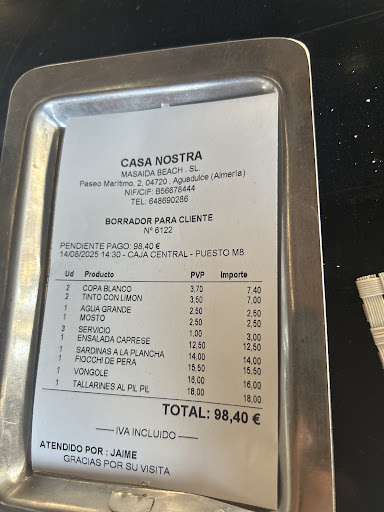 CASA NOSTRA
MASAIDA BEACH , SL.
Paseo Marítimo, 2, 04720 , Aguadulce (Almería)
NIF/CIF: B56678444
TEL: 648690286
BORRADOR PARA CLIENTE
Nº 6122
PENDIENTE PAGO: 98,40 €
14/08/2025 14:30 - CAJA CENTRAL - PUESTO M8
Ud Producto PVP Importe
2 COPA BLANCO 3,70 7,40
2 TINTO CON LIMON 3,50 7,00
1 AGUA GRANDE 2,50 2,50
1 MOSTO 2,50 2,50
3 SERVICIO 1,00 3,00
1 ENSALADA CAPRESE 12,50 12,50
1 SARDINAS A LA PLANCHA 14,00 14,00
1 FIOCCHI DE PERA 15,50 15,50
1 VONGOLE 16,00 16,00
1 TALLARINES AL PIL PIL 18,00 18,00
TOTAL: 98,40 €
IVA INCLUIDO
ATENDIDO POR : JAIME
GRACIAS POR SU VISITA